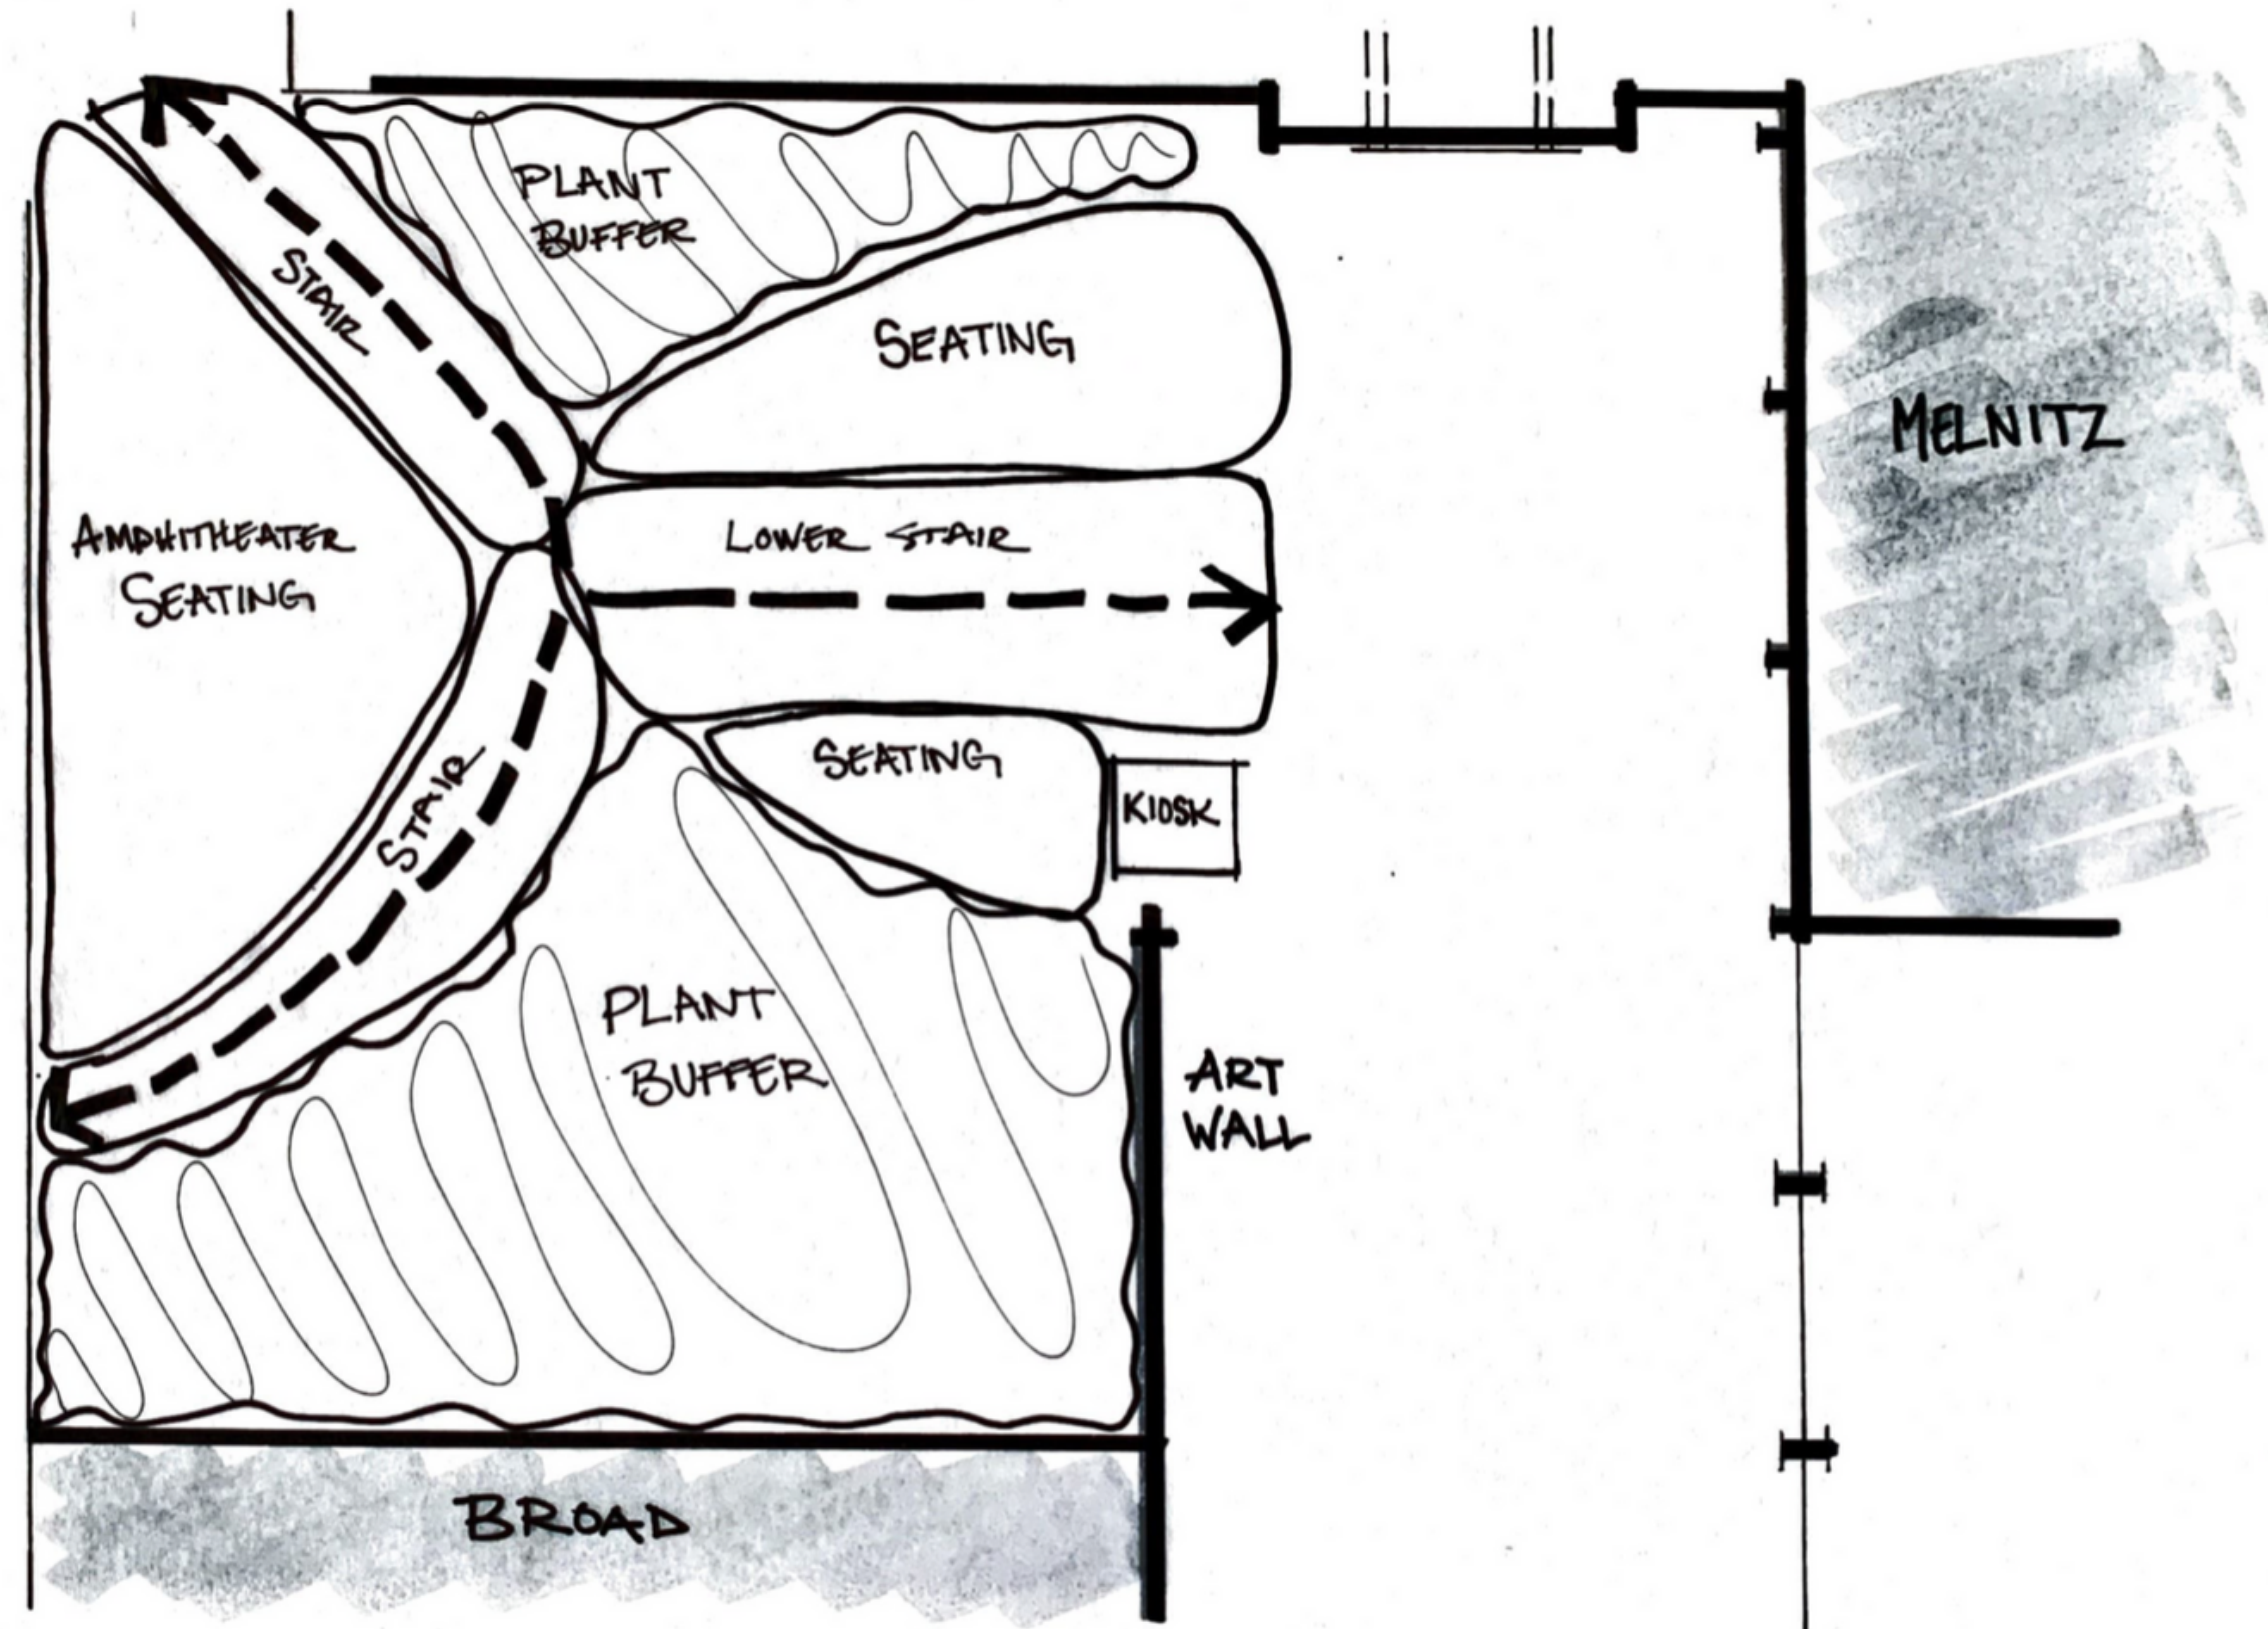 PLANT
BUFFER
STAIR
SEATING
MELNITZ
AMPHITHEATER
SEATING
LOWER STAIR
STAIR
SEATING
KIOSK
PLANT
BUFFER
ART
WALL
BROAD